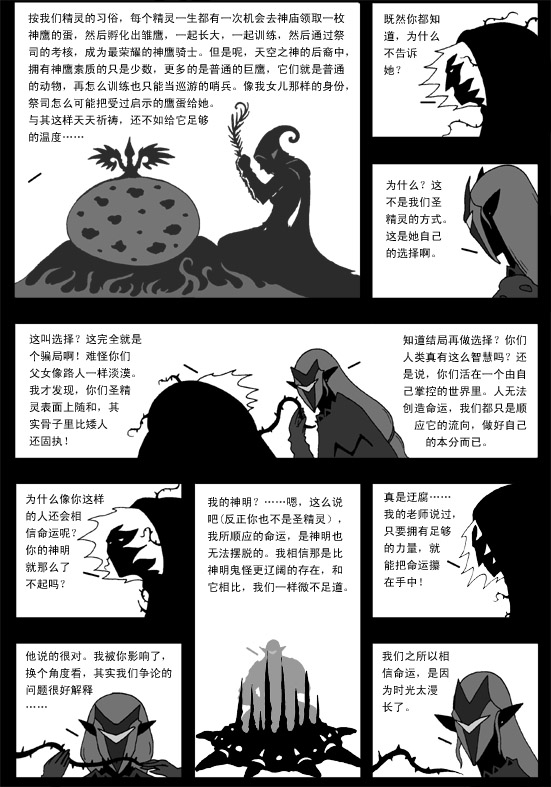 按我们精灵的习俗，每个精灵一生都有一次机会去神庙领取一枚
神鹰的蛋，然后孵化出雏鹰，一起长大，一起训练，然后通过祭
司的考核，成为最荣耀的神鹰骑士。但是呢，天空之神的后裔中，
拥有神鹰素质的只是少数，更多的是普通的巨鹰，它们就是普通
的动物，再怎么训练也只能当巡游的哨兵。像我女儿那样的身份，
祭司怎么可能把受过启示的鹰蛋给她。
与其这样天天祈祷，还不如给它足够
的温度……
既然你都知
道，为什么
不告诉
她？
为什么？这
不是我们圣
精灵的方式。
这是她自己
的选择啊。
这叫选择？这完全就是
个骗局啊！难怪你们
父女像路人一样淡漠。
我才发现，你们圣精
灵表面上随和，其
实骨子里比矮人
还固执！
知道结局再做选择？你们
人类真有这么智慧吗？还
是说，你们活在一个由自
己掌控的世界里。人无法
创造命运，我们都只是顺
应它的流向，做好自己
的本分而已。
为什么像你这样
的人还会相
信命运呢？
你的神明
就那么了
不起吗？
我的神明？……嗯，这么说
吧(反正你也不是圣精灵），
我所顺应的命运，是神明也
无法摆脱的。我相信那是比
神明鬼怪更辽阔的存在，和
它相比，我们一样微不足道。
真是迂腐……
我的老师说过，
只要拥有足够
的力量，就
能把命运攥
在手中！
他说的很对。我被你影响了，
换个角度看，其实我们争论的
问题很好解释
……
我们之所以相
信命运，是因
为时光太漫
长了。